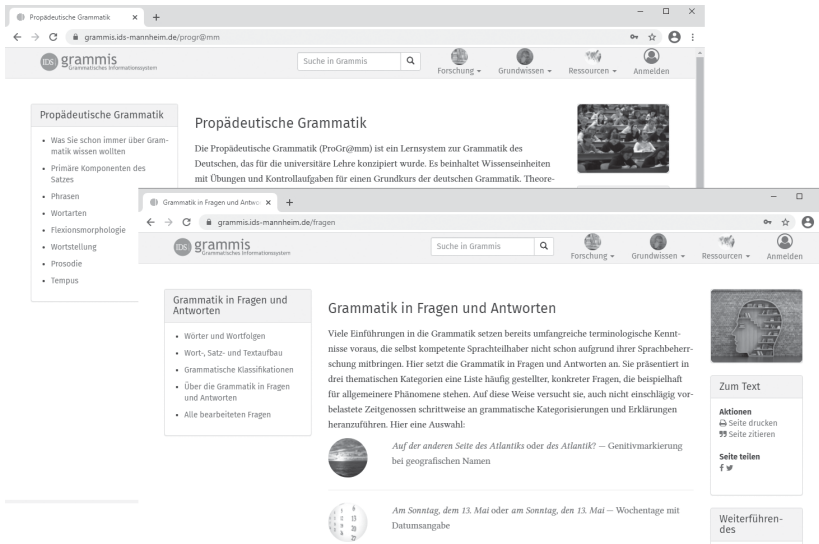 Propädeutische Grammatik
grammis.ids-mannheim.de/progr@mm
IDS grammis
Grammatisches Informationssystem
Suche in Grammis
Forschung
Grundwissen
Ressourcen
Anmelden
Propädeutische Grammatik
• Was Sie schon immer über Gram-
matik wissen wollten
• Primäre Komponenten des
Satzes
• Phrasen
• Wortarten
• Flexionsmorphologie
• Wortstellung
• Prosodie
• Tempus
Propädeutische Grammatik
Die Propädeutische Grammatik (ProGr@mm) ist ein Lernsystem zur Grammatik des
Deutschen, das für die universitäre Lehre konzipiert wurde. Es beinhaltet Wissenseinheiten
mit Übungen und Kontrollaufgaben für einen Grundkurs der deutschen Grammatik. Theore-
Grammatik in Fragen und Antwo
grammis.ids-mannheim.de/fragen
IDS grammis
Grammatisches Informationssystem
Suche in Grammis
Forschung
Grundwissen
Ressourcen
Anmelden
Grammatik in Fragen und
Antworten
• Wörter und Wortfolgen
• Wort-, Satz- und Textaufbau
• Grammatische Klassifikationen
• Über die Grammatik in Fragen
und Antworten
• Alle bearbeiteten Fragen
Grammatik in Fragen und Antworten
Viele Einführungen in die Grammatik setzen bereits umfangreiche terminologische Kennt-
nisse voraus, die selbst kompetente Sprachteilhaber nicht schon aufgrund ihrer Sprachbeherr-
schung mitbringen. Hier setzt die Grammatik in Fragen und Antworten an. Sie präsentiert in
drei thematischen Kategorien eine Liste häufig gestellter, konkreter Fragen, die beispielhaft
für allgemeinere Phänomene stehen. Auf diese Weise versucht sie, auch nicht einschlägig vor-
belastete Zeitgenossen schrittweise an grammatische Kategorisierungen und Erklärungen
heranzuführen. Hier eine Auswahl:
Auf der anderen Seite des Atlantiks oder des Atlantik? — Genitivmarkierung
bei geografischen Namen
Am Sonntag, dem 13. Mai oder am Sonntag, den 13. Mai — Wochentage mit
Datumsangabe
Zum Text
Aktionen
Seite drucken
Seite zitieren
Seite teilen
Weiterführen-
des